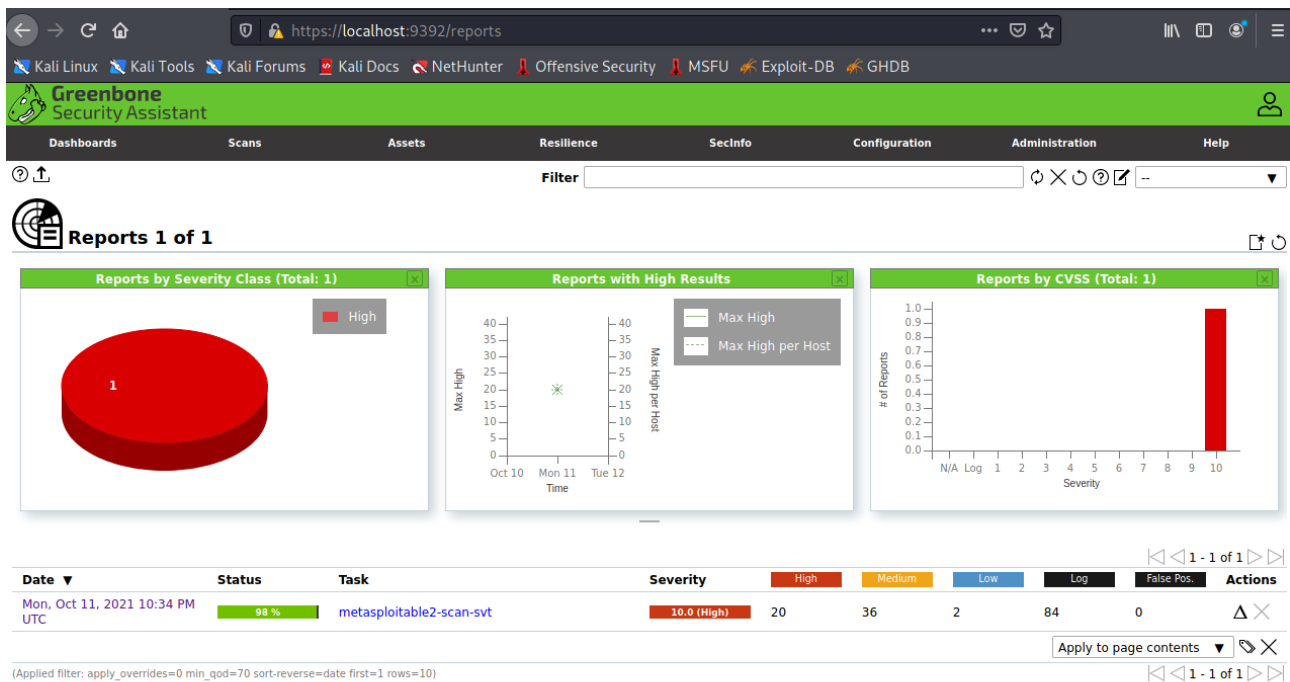 https://localhost:9392/reports
Kali Linux Kali Tools Kali Forums Kali Docs NetHunter Offensive Security MSFU Exploit-DB GHDB
Greenbone
Security Assistant
Dashboards Scans Assets Resilience SecInfo Configuration Administration Help
Filter --
Reports 1 of 1
Reports by Severity Class (Total: 1)
High
1
Reports with High Results
Max High
Max High per Host
40 40
35 35
30 30
25 25
20 20
15 15
10 10
5 5
0 0
Max High
Max High per Host
Oct 10 Mon 11 Tue 12
Time
Reports by CVSS (Total: 1)
1.0
0.9
0.8
0.7
0.6
0.5
0.4
0.3
0.2
0.1
0.0
# of Reports
N/A Log 1 2 3 4 5 6 7 8 9 10
Severity
1 - 1 of 1
Date ▼ Status Task Severity High Medium Low Log False Pos. Actions
Mon, Oct 11, 2021 10:34 PM 98 % metasploitable2-scan-svt 10.0 (High) 20 36 2 84 0
UTC
Apply to page contents ▼
(Applied filter: apply_overrides=0 min_qod=70 sort-reverse=date first=1 rows=10) 1 - 1 of 1